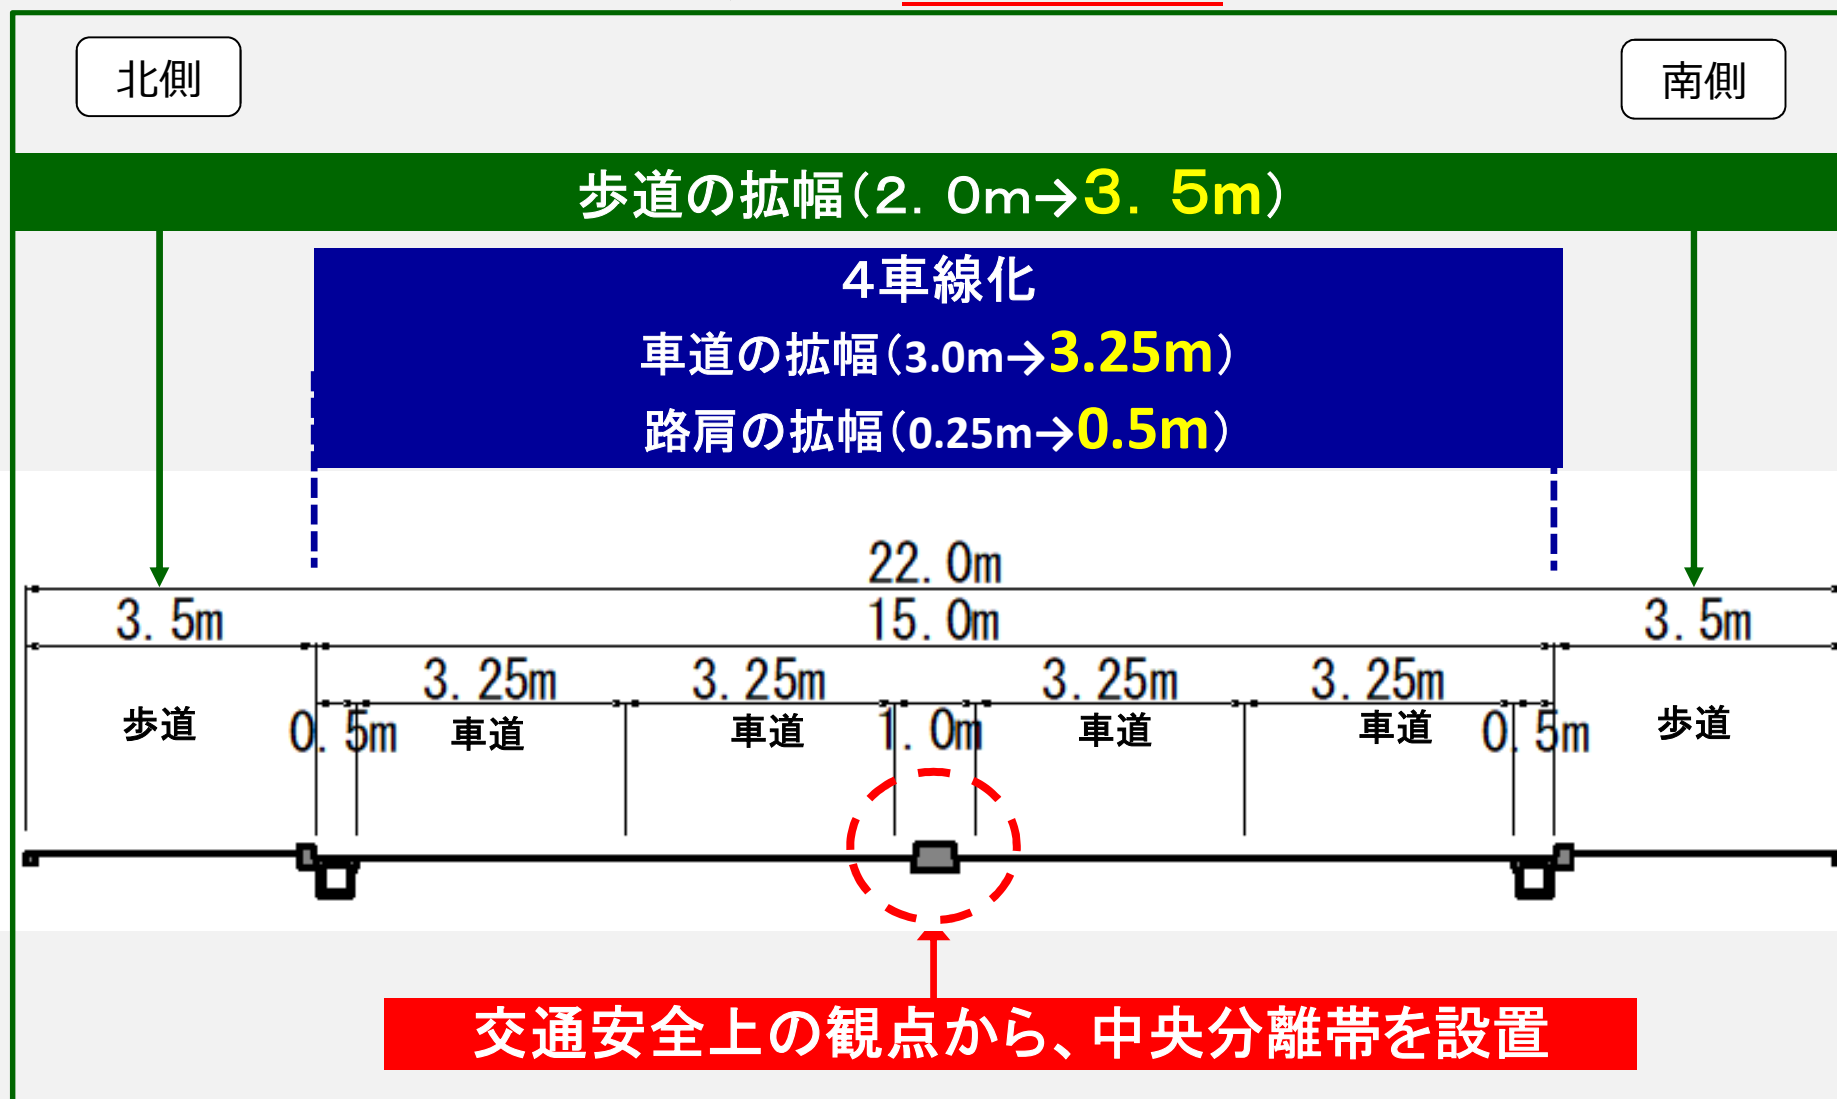 北側
南側
歩道の拡幅（２．０ｍ→３．５ｍ）
４車線化
車道の拡幅（3.0m→3.25m）
路肩の拡幅（0.25m→0.5m）
22.0m
3.5m 15.0m 3.5m
3.25m 3.25m 3.25m 3.25m
歩道 0.5m 車道 車道 1.0m 車道 車道 0.5m 歩道
交通安全上の観点から、中央分離帯を設置